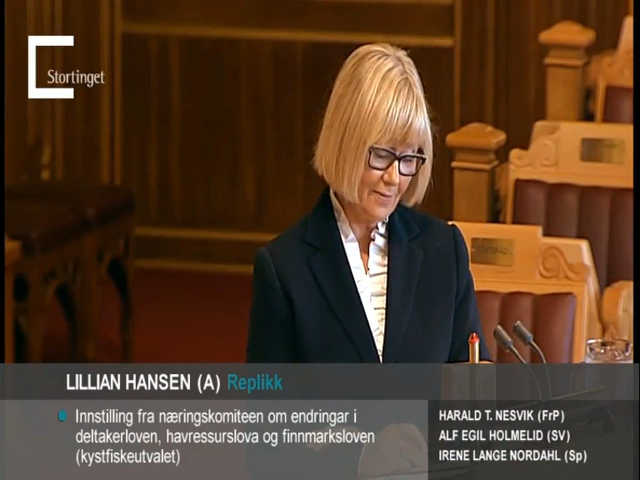 Stortinget
LILLIAN HANSEN (A) Replikk
Innstilling fra næringskomiteen om endringar i
deltakerloven, havressurslova og finnmarksloven
(kystfiskeutvalet)
HARALD T. NESVIK (FrP)
ALF EGIL HOLMELID (SV)
IRENE LANGE NORDAHL (Sp)